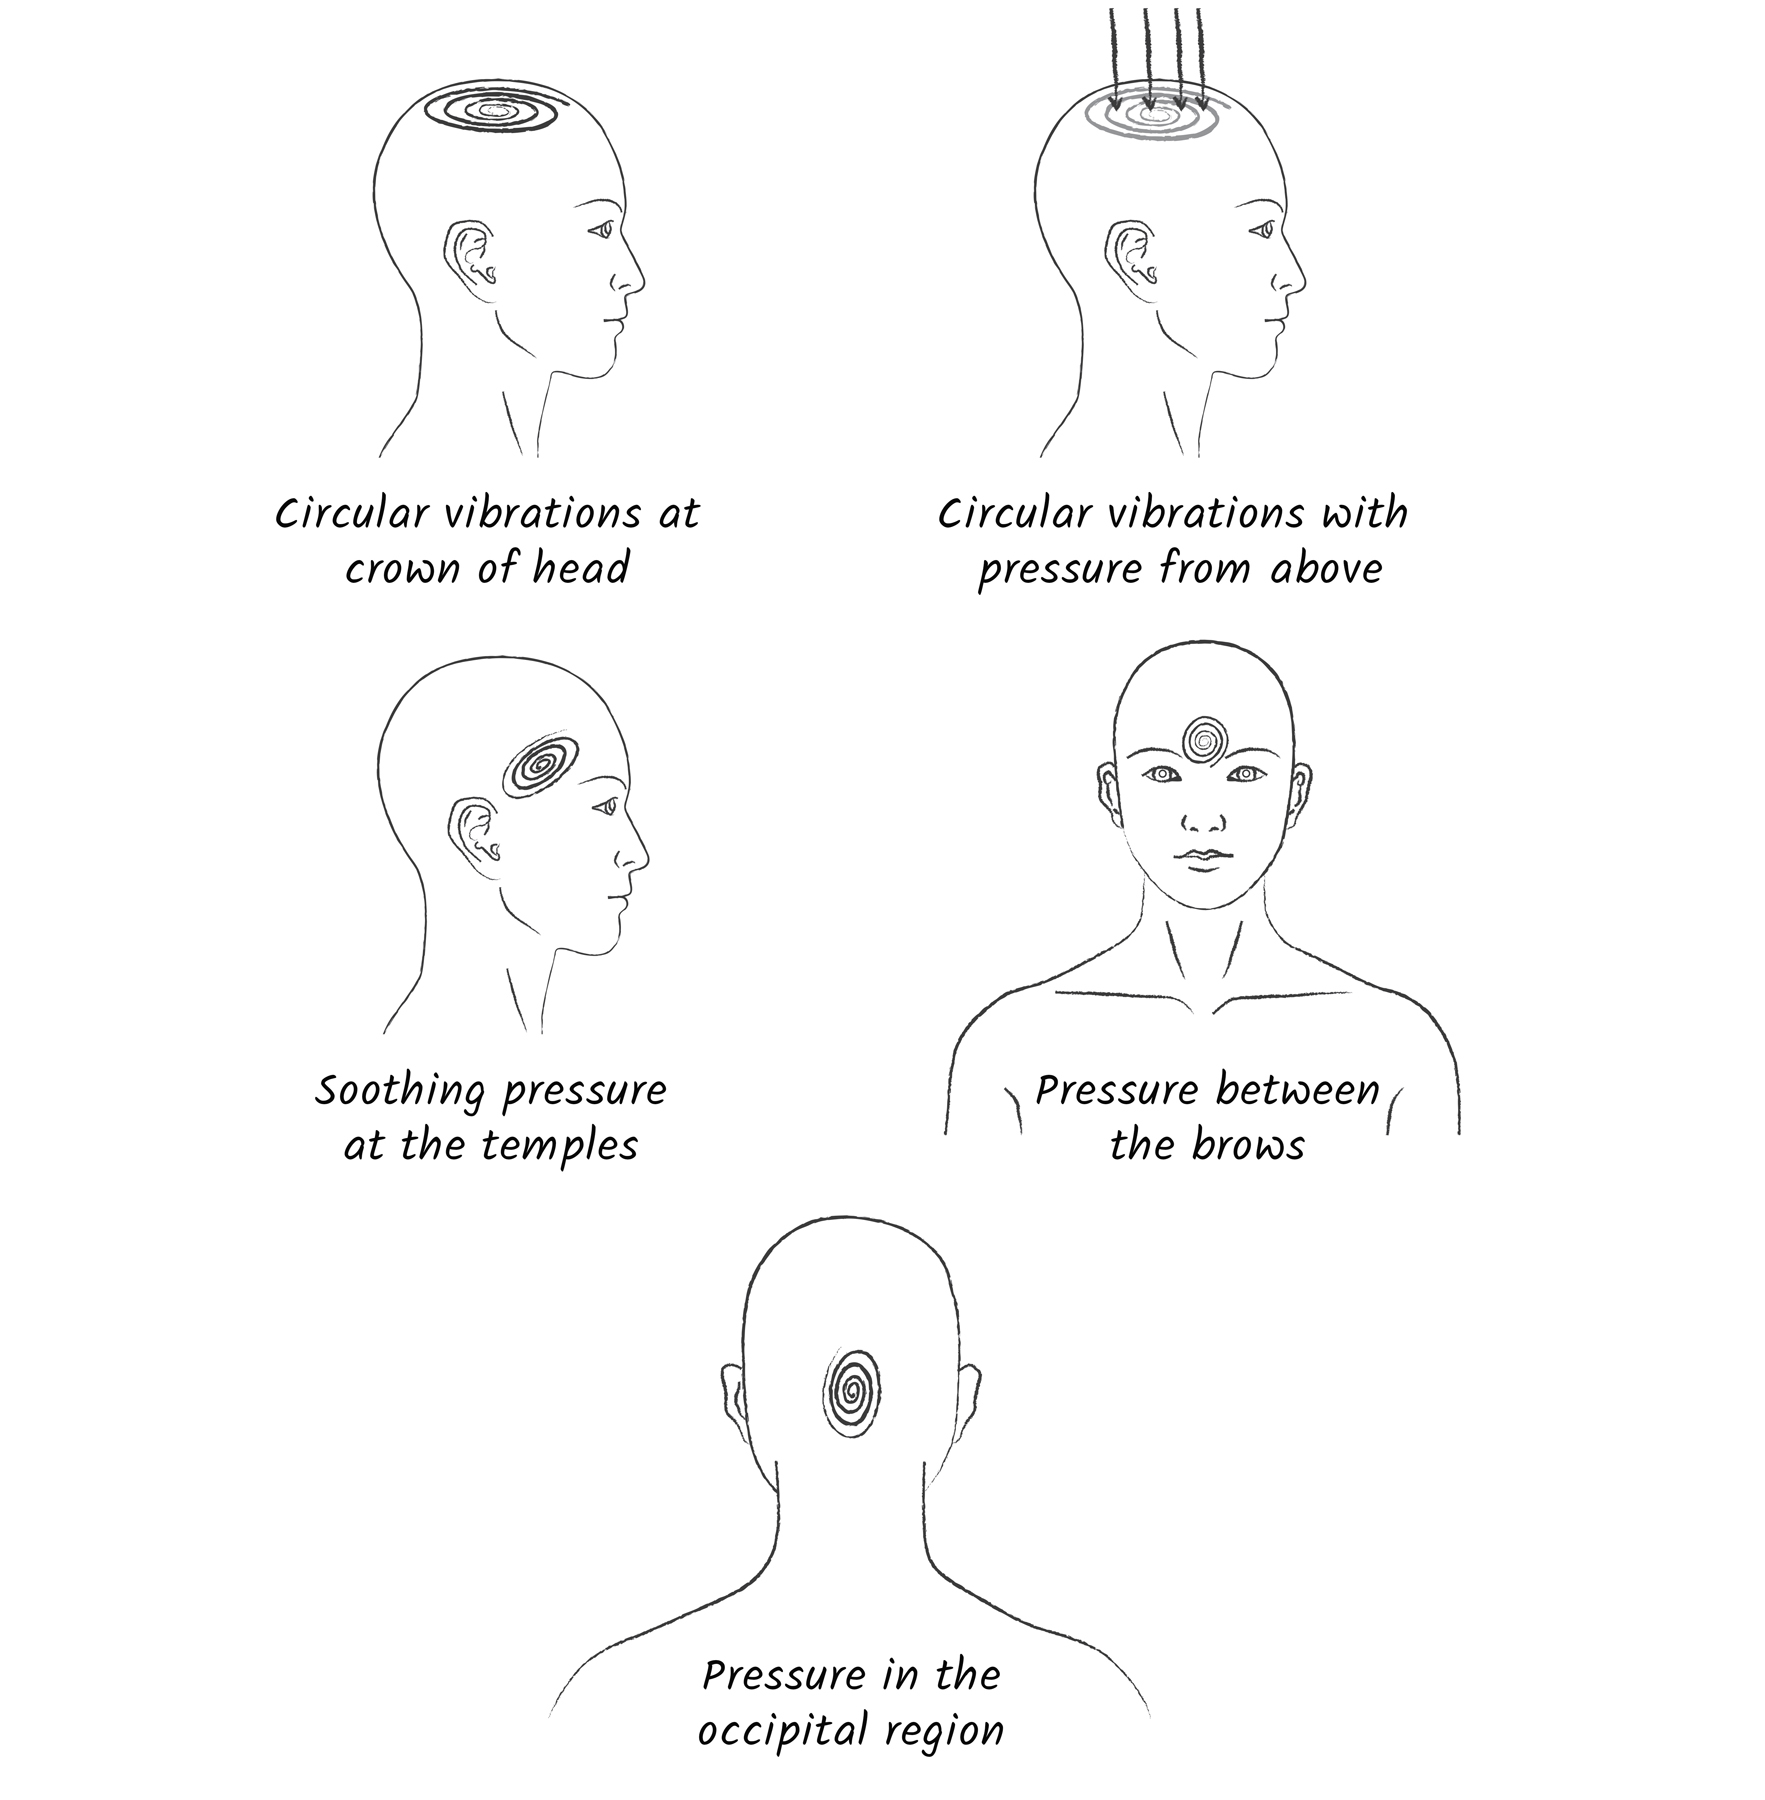 Circular vibrations at
crown of head
Circular vibrations with
pressure from above
Soothing pressure
at the temples
Pressure between
the brows
Pressure in the
occipital region